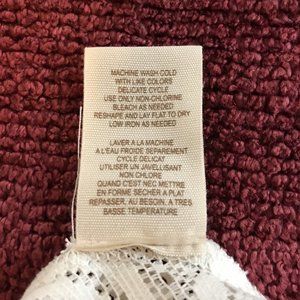 MACHINE WASH COLD
WITH LIKE COLORS
DELICATE CYCLE
USE ONLY NON-CHLORINE
BLEACH AS NEEDED
RESHAPE AND LAY FLAT TO DRY
LOW IRON AS NEEDED
LAVER A LA MACHINE
A L'EAU FROIDE SEPAREMENT
CYCLE DELICAT
UTILISER UN JAVELLISANT
NON CHLORE
QUAND C'EST NEC METTRE
EN FORME SECHER A PLAT
REPASSER, AU BESOIN, A TRES
BASSE TEMPERATURE